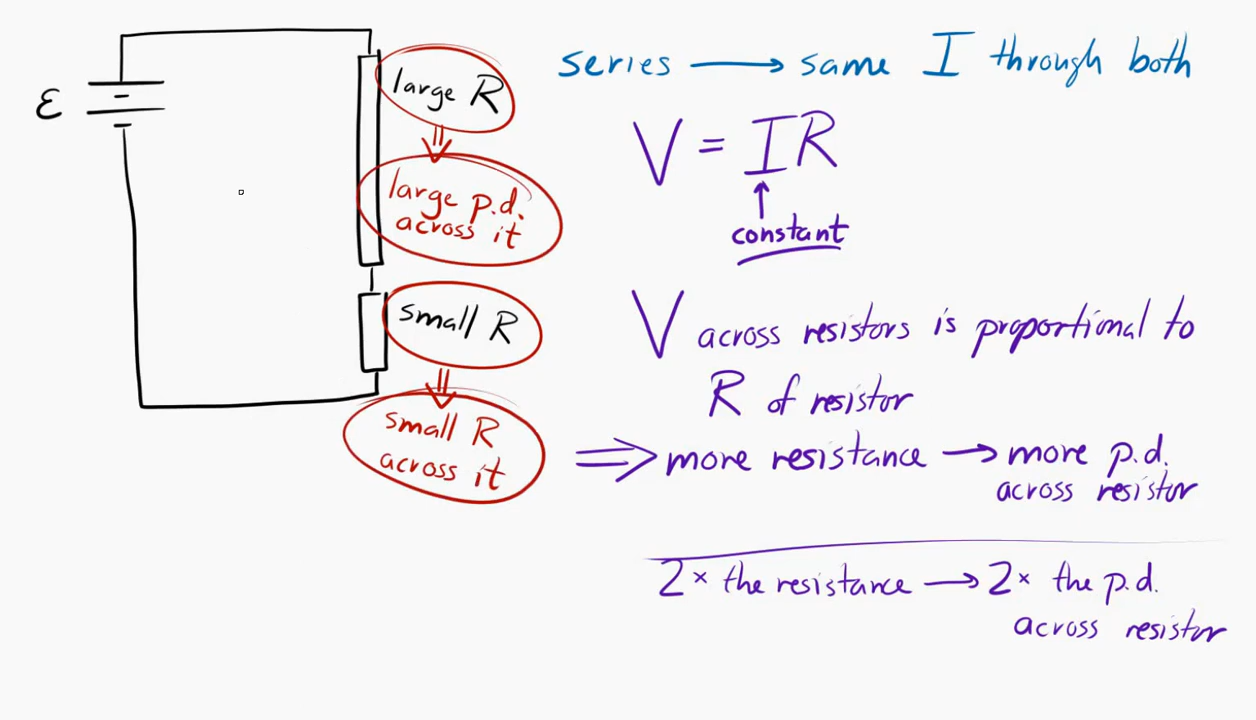 ε
large R
large p.d.
across it
small R
small R
across it
series → same I through both
V = IR
constant
V across resistors is proportional to
R of resistor
⇒ more resistance → more p.d.
across resistor
2× the resistance → 2× the p.d.
across resistor